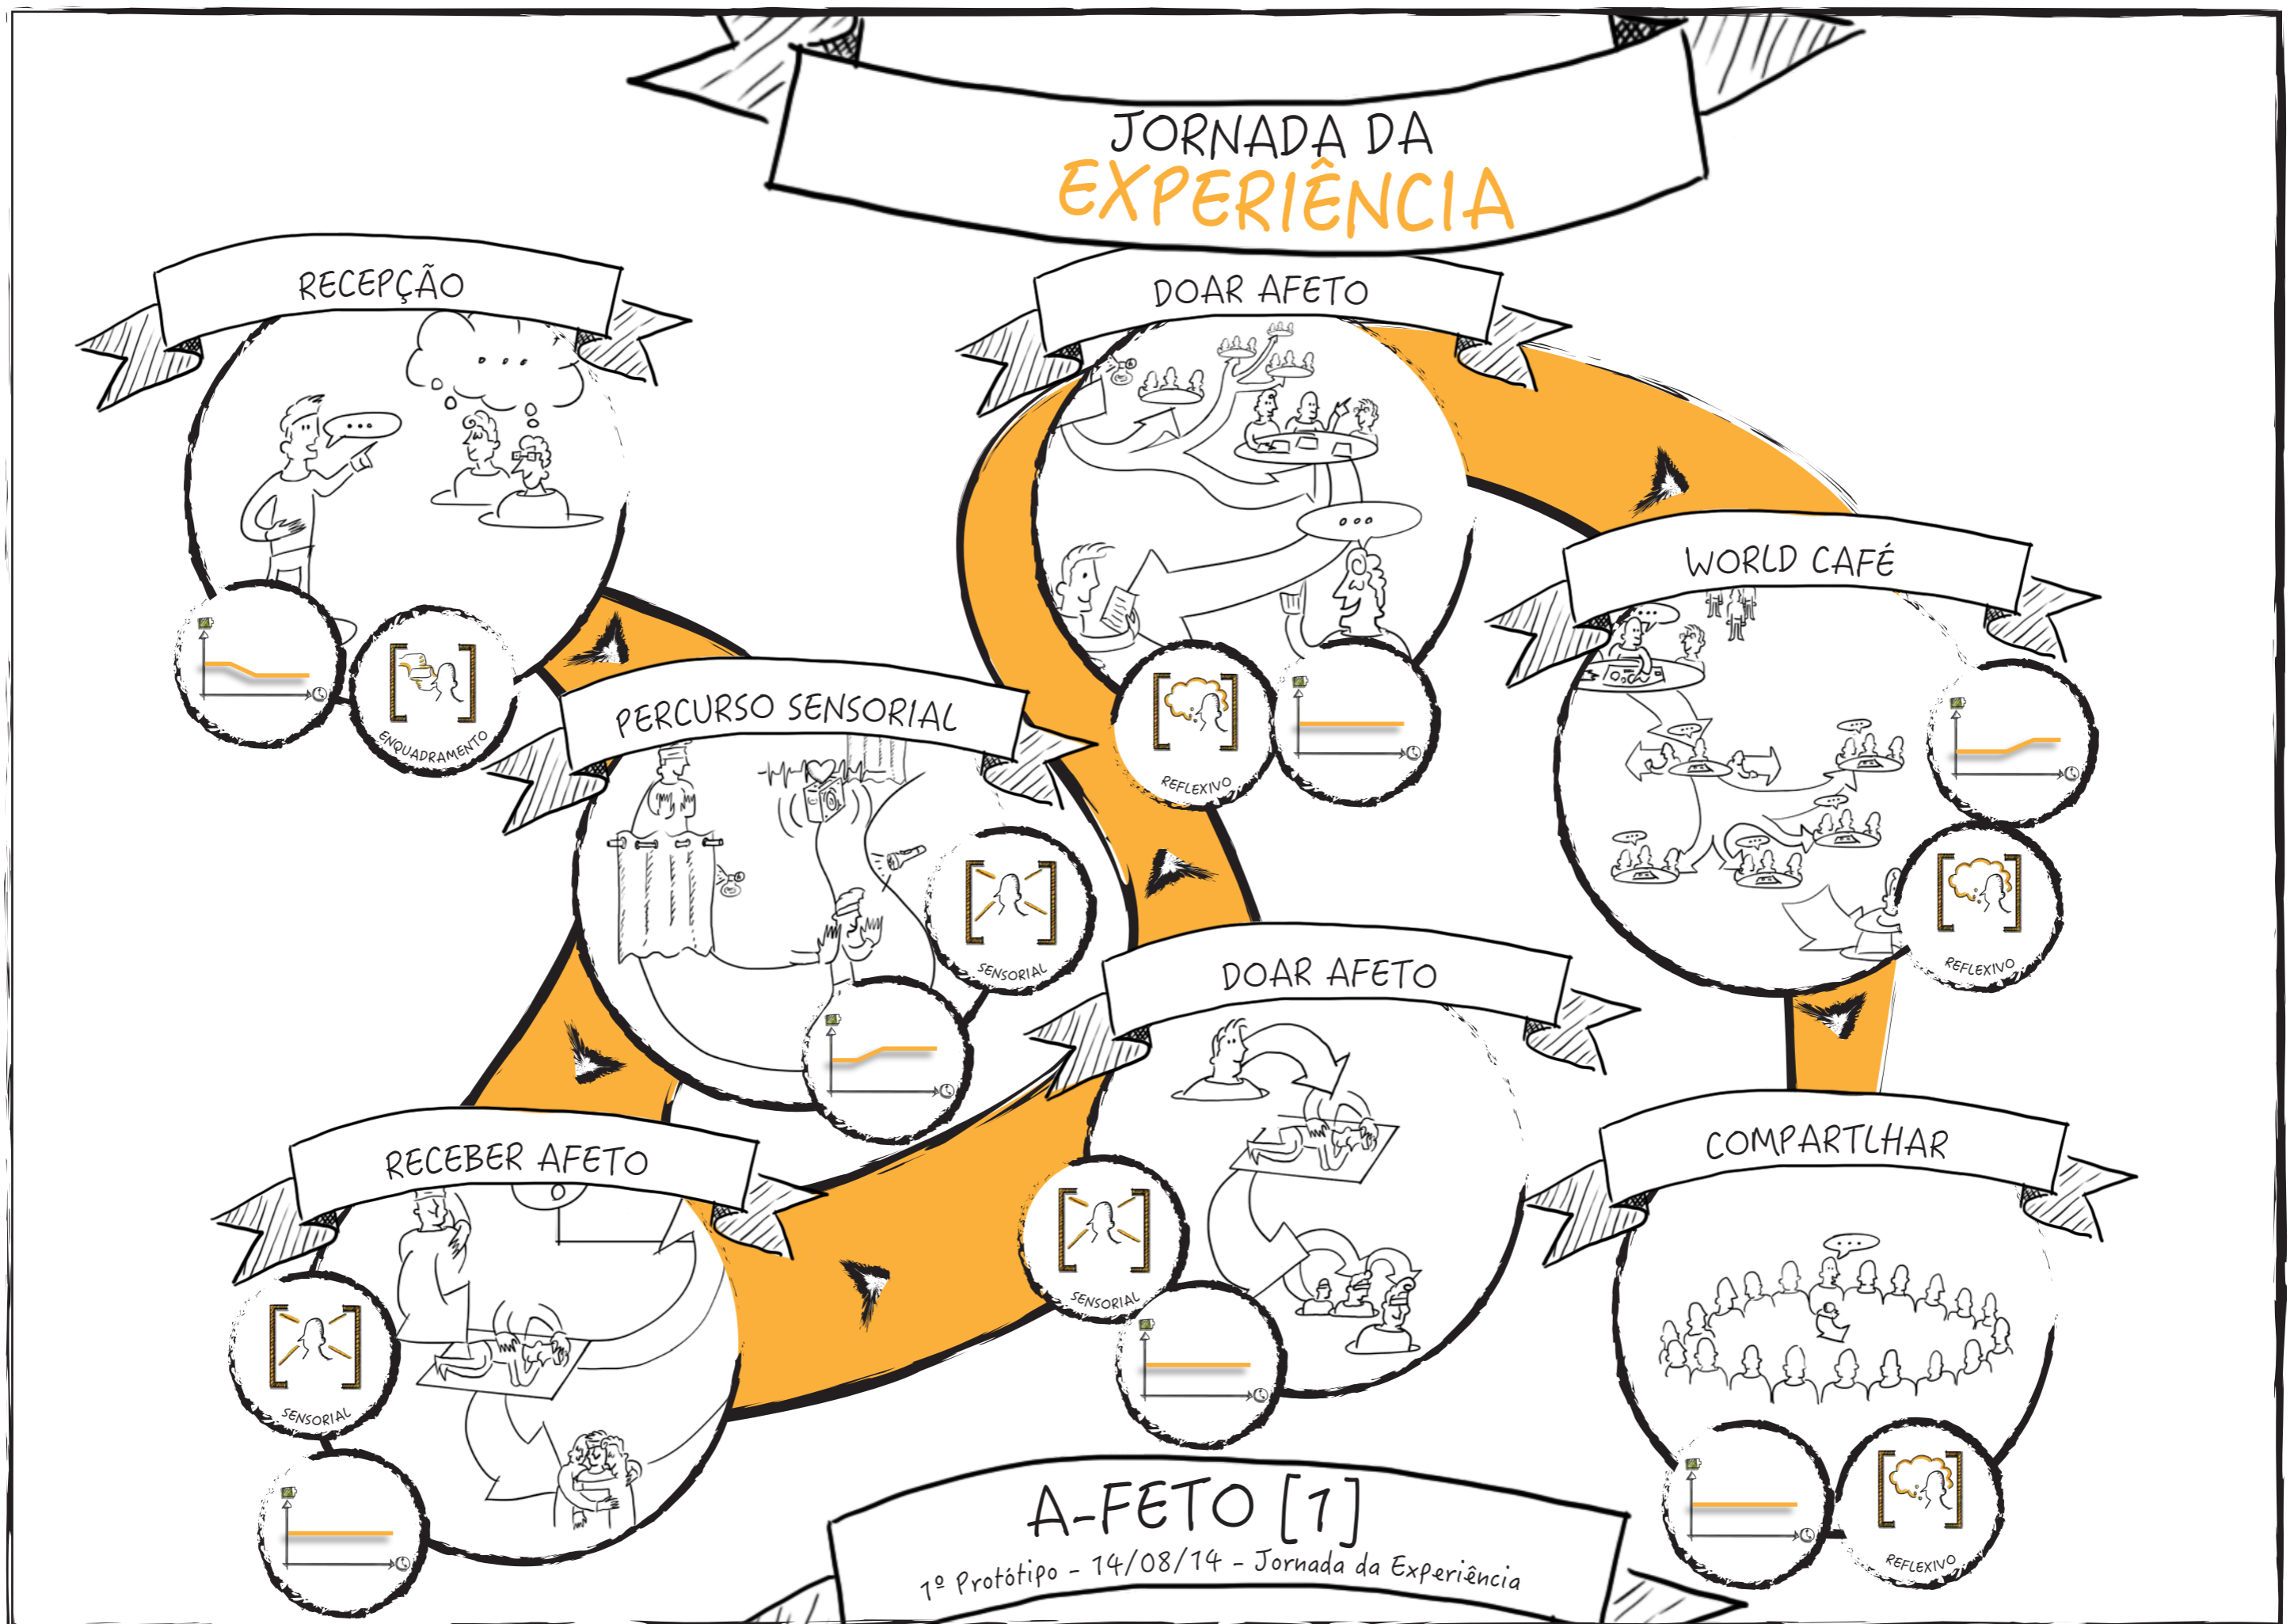 JORNADA DA
EXPERIÊNCIA
RECEPÇÃO
...
...
ENQUADRAMENTO
PERCURSO SENSORIAL
SENSORIAL
RECEBER AFETO
SENSORIAL
DOAR AFETO
SENSORIAL
DOAR AFETO
...
REFLEXIVO
WORLD CAFÉ
REFLEXIVO
COMPARTLHAR
...
REFLEXIVO
A-FETO [1]
1º Protótipo - 14/08/14 - Jornada da Experiência